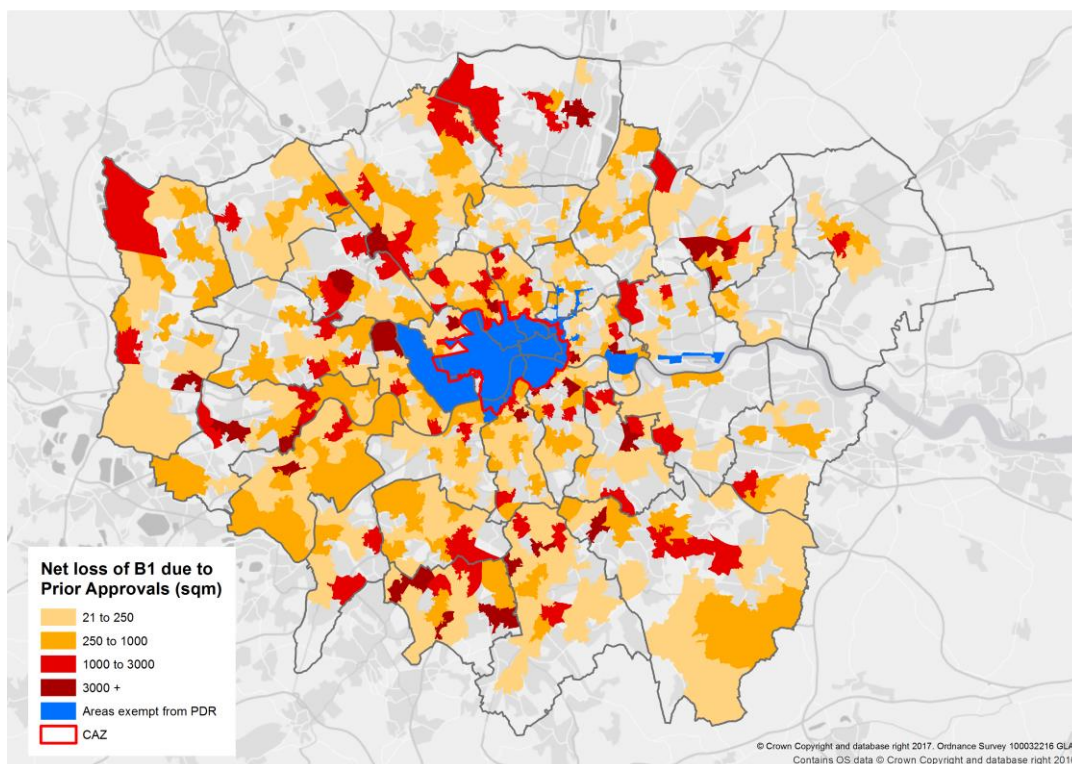 Net loss of B1 due to
Prior Approvals (sqm)
21 to 250
250 to 1000
1000 to 3000
3000 +
Areas exempt from PDR
CAZ
© Crown Copyright and database right 2017. Ordnance Survey 100032216 GLA
Contains OS data © Crown Copyright and database right 2016